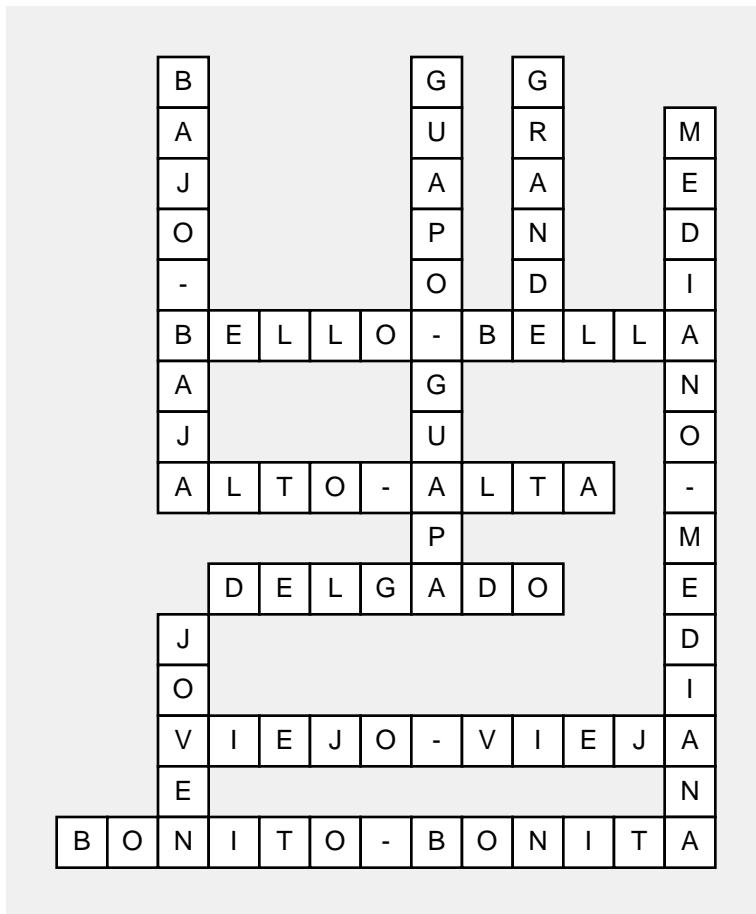 BAJO-BAJA
GUAPO-GUAPA
GRANDE
MEDIANO-MEDIANA
BELLO-BELLA
ALTO-ALTA
DELGADO
JOVEN
VIEJO-VIEJA
BONITO-BONITA